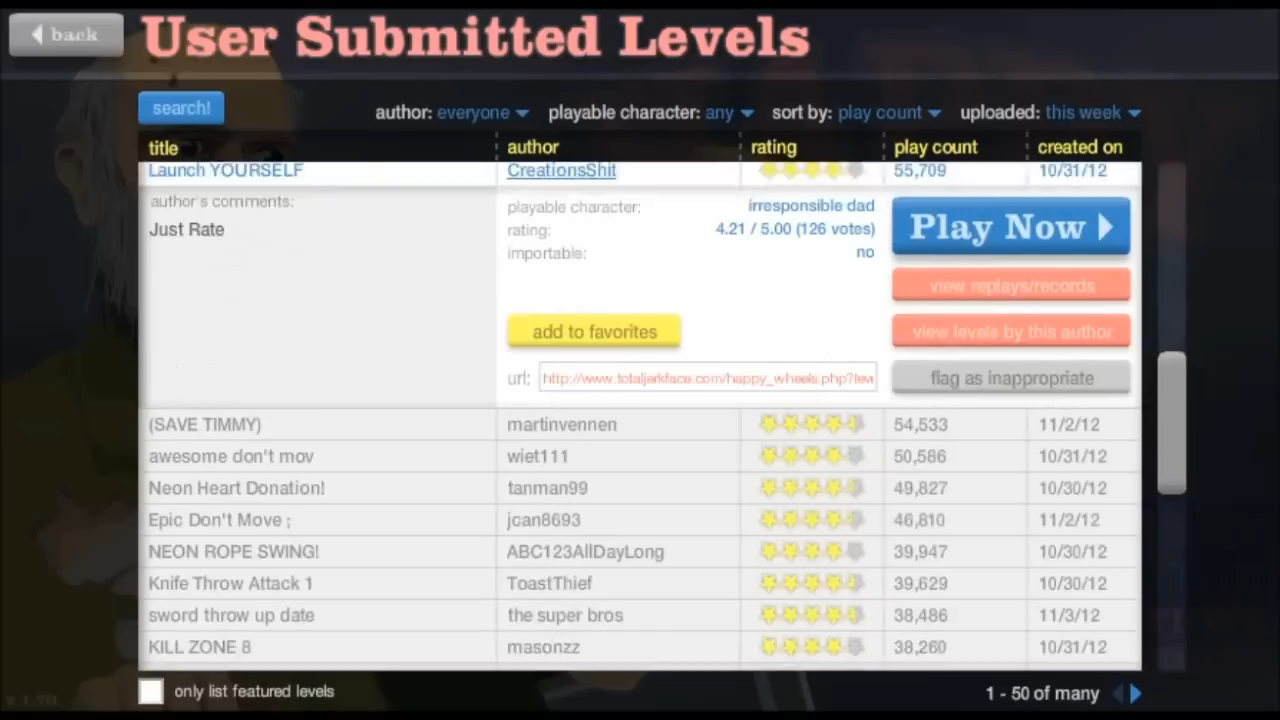 back
User Submitted Levels
search!
author: everyone playable character: any sort by: play count uploaded: this week
title author rating play count created on
Launch YOURSELF CreationsShit 55,709 10/31/12
author's comments:
Just Rate
playable character: irresponsible dad
rating: 4.21 / 5.00 (126 votes)
importable: no
Play Now
view replays/records
add to favorites
view levels by this author
url: http://www.totaljerkface.com/happy_wheels.php?lev
flag as inappropriate
(SAVE TIMMY) martinvennen 54,533 11/2/12
awesome don't mov wiet111 50,586 10/31/12
Neon Heart Donation! tanman99 49,827 10/30/12
Epic Don't Move ; jcan8693 46,810 11/2/12
NEON ROPE SWING! ABC123AllDayLong 39,947 10/30/12
Knife Throw Attack 1 ToastThief 39,629 10/30/12
sword throw up date the super bros 38,486 11/3/12
KILL ZONE 8 masonzz 38,260 10/31/12
only list featured levels
1 - 50 of many